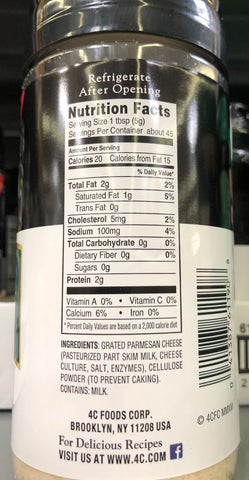 Refrigerate
After Opening
Nutrition Facts
Serving Size 1 tbsp (5g)
Servings Per Container about 45
Amount Per Serving
Calories 20 Calories from Fat 15
% Daily Value*
Total Fat 2g 2%
Saturated Fat 1g 5%
Trans Fat 0g
Cholesterol 5mg 2%
Sodium 100mg 4%
Total Carbohydrate 0g 0%
Dietary Fiber 0g 0%
Sugars 0g
Protein 2g
Vitamin A 0% • Vitamin C 0%
Calcium 6% • Iron 0%
*Percent Daily Values are based on a 2,000 calorie diet
INGREDIENTS: GRATED PARMESAN CHEESE
(PASTEURIZED PART SKIM MILK, CHEESE
CULTURE, SALT, ENZYMES), CELLULOSE
POWDER (TO PREVENT CAKING).
CONTAINS: MILK.
4C FOODS CORP.
BROOKLYN, NY 11208 USA
For Delicious Recipes
VISIT US AT WWW.4C.COM f